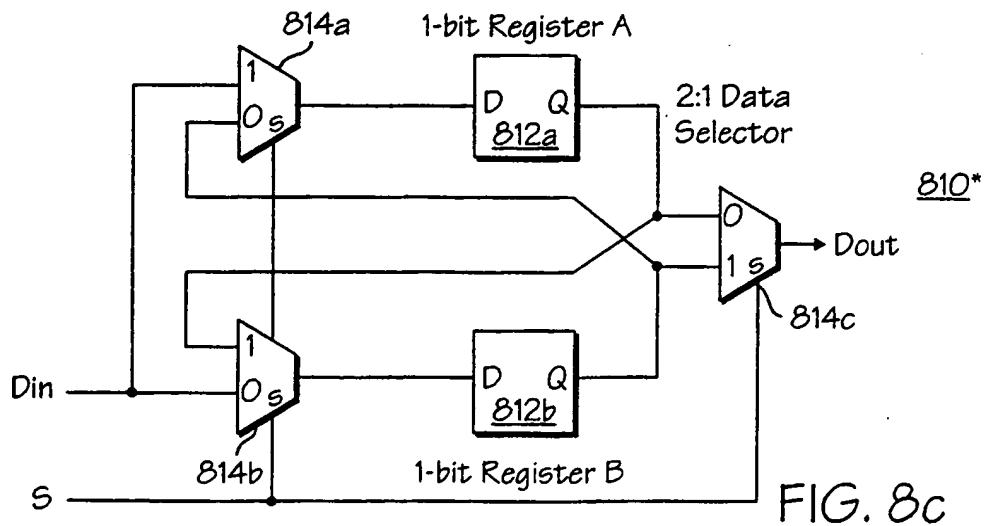 814a
1-bit Register A
1
0
s
D Q
812a
2:1 Data
Selector
810*
0
1 s
Dout
814c
1
0 s
D Q
812b
Din
814b
1-bit Register B
S
FIG. 8c